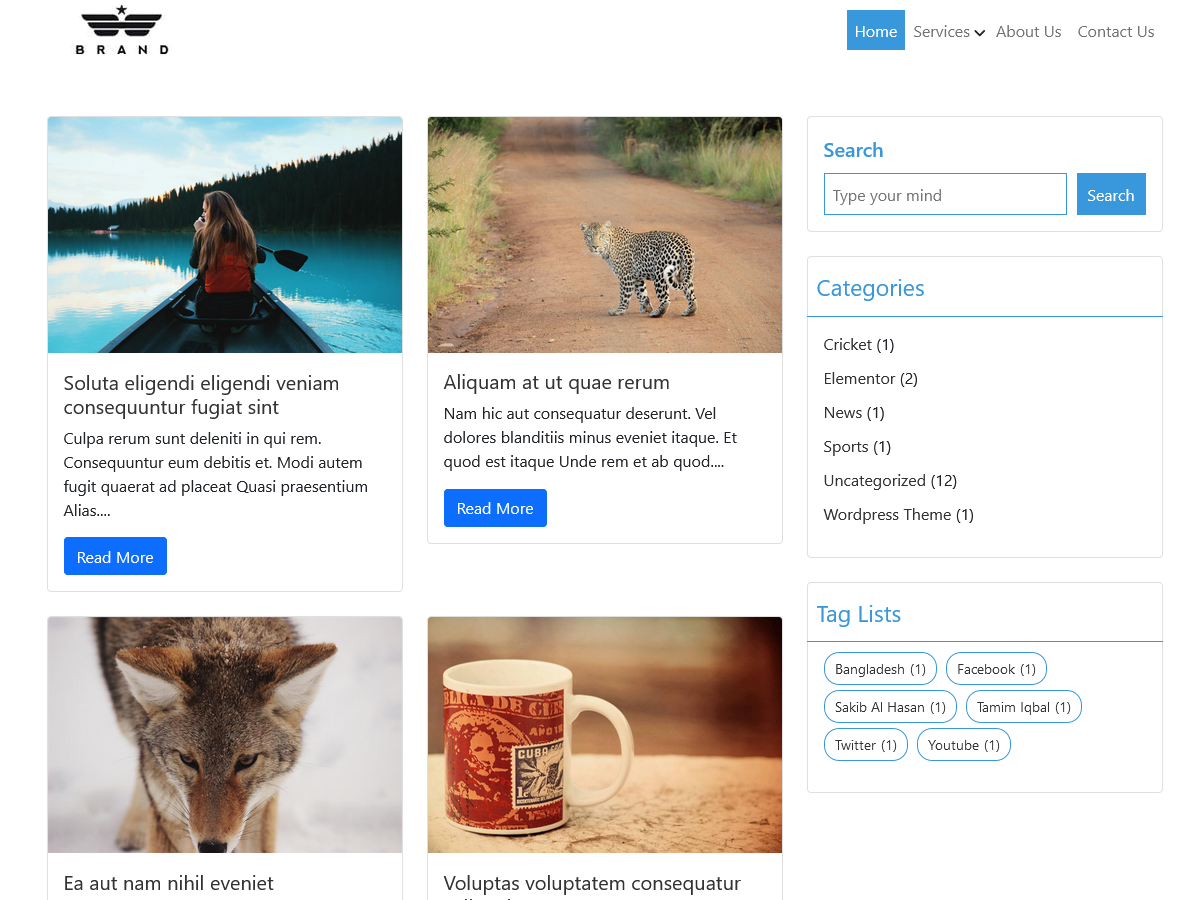 BRAND
Home
Services
About Us
Contact Us
Soluta eligendi eligendi veniam
consequuntur fugiat sint
Culpa rerum sunt deleniti in qui rem.
Consequuntur eum debitis et. Modi autem
fugit quaerat ad placeat Quasi praesentium
Alias....
Read More
Aliquam at ut quae rerum
Nam hic aut consequatur deserunt. Vel
dolores blanditiis minus eveniet itaque. Et
quod est itaque Unde rem et ab quod....
Read More
Ea aut nam nihil eveniet
CUBA
1c
Voluptas voluptatem consequatur
Search
Type your mind
Search
Categories
Cricket (1)
Elementor (2)
News (1)
Sports (1)
Uncategorized (12)
Wordpress Theme (1)
Tag Lists
Bangladesh (1)
Facebook (1)
Sakib Al Hasan (1)
Tamim Iqbal (1)
Twitter (1)
Youtube (1)